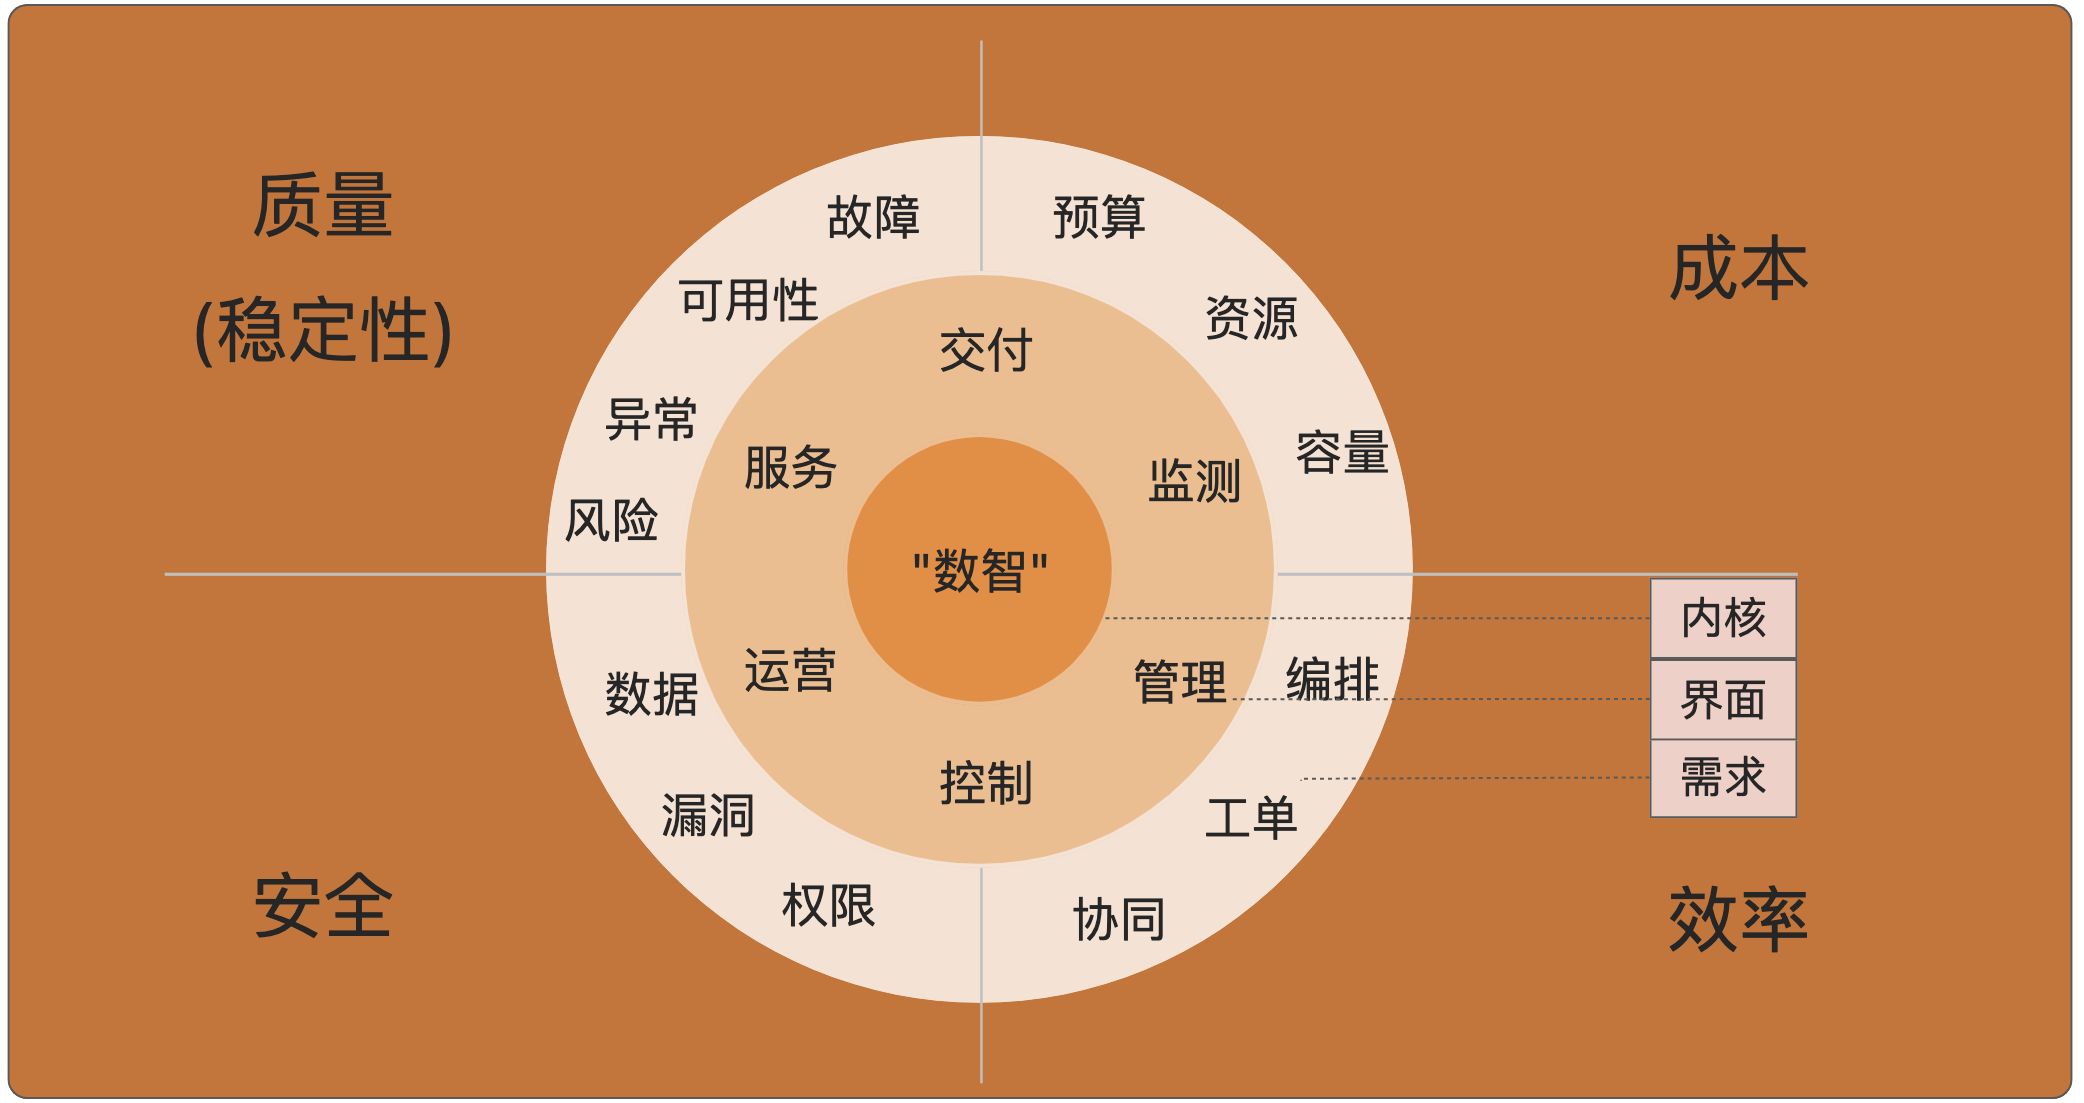 质量
(稳定性)
成本
故障
预算
可用性
资源
异常
容量
风险
交付
服务
监测
"数智"
运营
管理
控制
数据
编排
漏洞
工单
权限
协同
内核
界面
需求
安全
效率